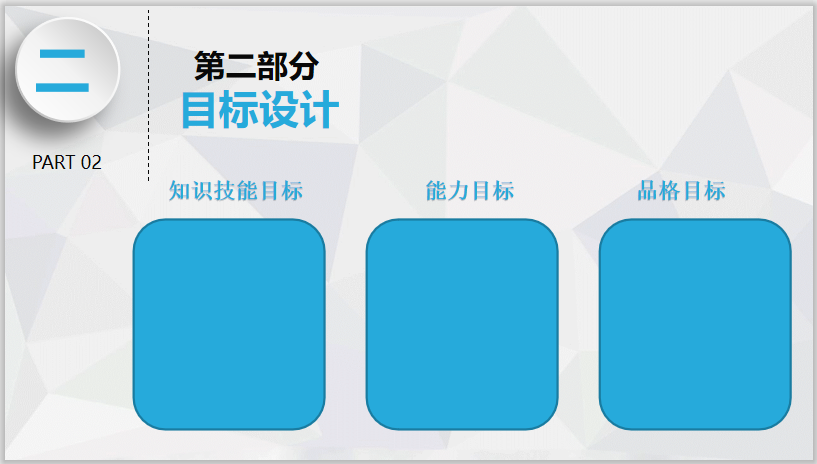 二
PART 02
第二部分
目标设计
知识技能目标
能力目标
品格目标